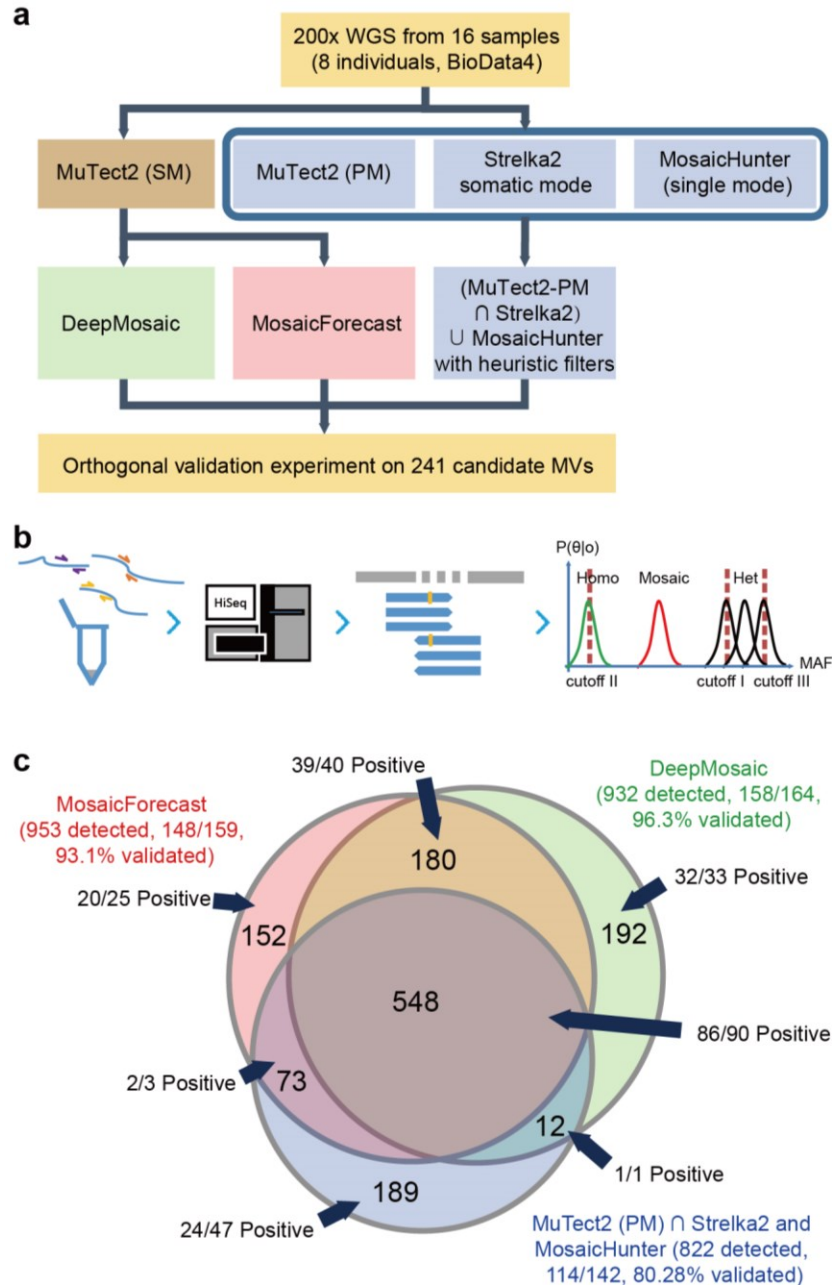 a
200x WGS from 16 samples
(8 individuals, BioData4)
MuTect2 (SM)
MuTect2 (PM)
Strelka2
somatic mode
MosaicHunter
(single mode)
DeepMosaic
MosaicForecast
(MuTect2-PM
∩ Strelka2)
∪ MosaicHunter
with heuristic filters
Orthogonal validation experiment on 241 candidate MVs
b
HiSeq
P(θ|o)
Homo
Mosaic
Het
MAF
cutoff II
cutoff I
cutoff III
c
39/40 Positive
MosaicForecast
(953 detected, 148/159,
93.1% validated)
DeepMosaic
(932 detected, 158/164,
96.3% validated)
20/25 Positive
180
32/33 Positive
152
192
548
86/90 Positive
2/3 Positive
73
12
1/1 Positive
189
24/47 Positive
MuTect2 (PM) ∩ Strelka2 and
MosaicHunter (822 detected,
114/142, 80.28% validated)